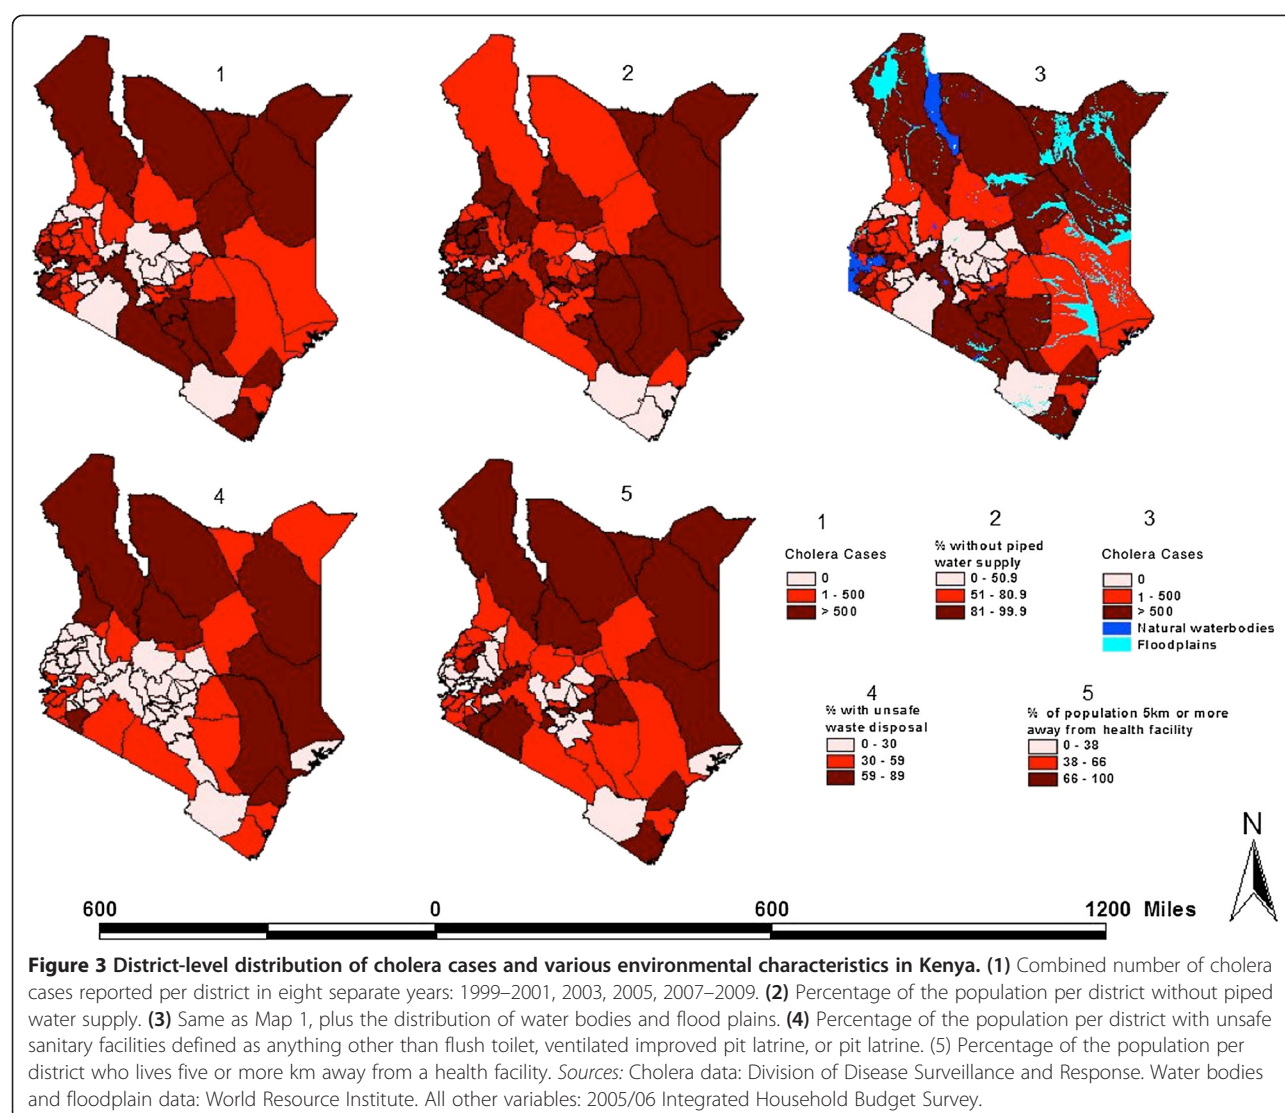 1
2
3
4
5
1
Cholera Cases
0
1 - 500
> 500
2
% without piped
water supply
0 - 50.9
51 - 80.9
81 - 99.9
3
Cholera Cases
0
1 - 500
> 500
Natural waterbodies
Floodplains
4
% with unsafe
waste disposal
0 - 30
30 - 59
59 - 89
5
% of population 5km or more
away from health facility
0 - 38
38 - 66
66 - 100
N
600 0 600 1200 Miles
Figure 3 District-level distribution of cholera cases and various environmental characteristics in Kenya. (1) Combined number of cholera
cases reported per district in eight separate years: 1999–2001, 2003, 2005, 2007–2009. (2) Percentage of the population per district without piped
water supply. (3) Same as Map 1, plus the distribution of water bodies and flood plains. (4) Percentage of the population per district with unsafe
sanitary facilities defined as anything other than flush toilet, ventilated improved pit latrine, or pit latrine. (5) Percentage of the population per
district who lives five or more km away from a health facility. Sources: Cholera data: Division of Disease Surveillance and Response. Water bodies
and floodplain data: World Resource Institute. All other variables: 2005/06 Integrated Household Budget Survey.